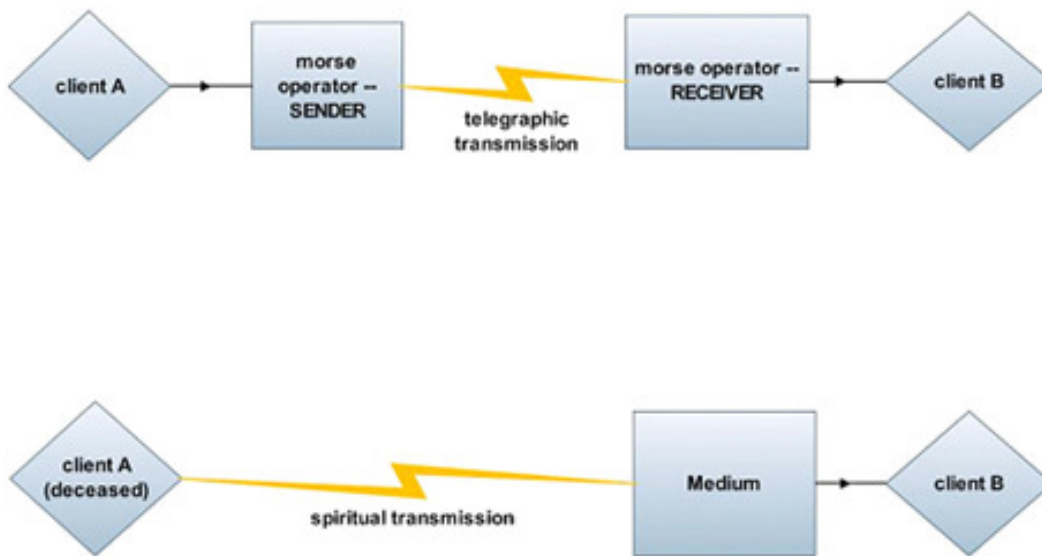 client A
morse
operator --
SENDER
telegraphic
transmission
morse operator --
RECEIVER
client B
client A
(deceased)
spiritual transmission
Medium
client B